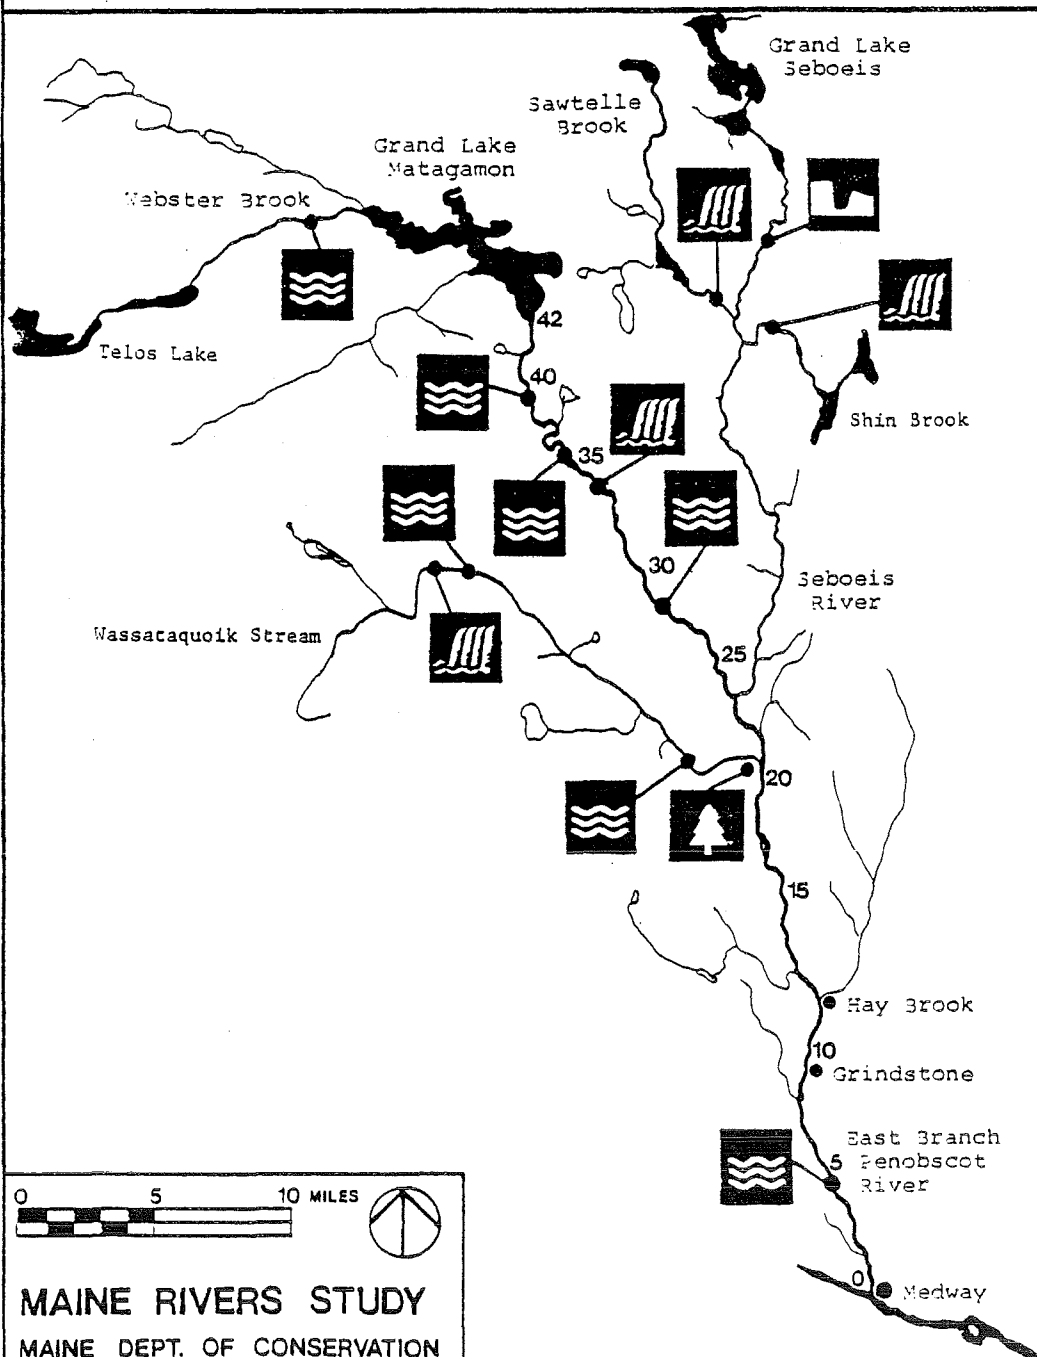 Grand Lake
Seboeis
Sawtelle
Brook
Grand Lake
Matagamon
Webster Brook
42
Telos Lake
40
Shin Brook
35
30
Seboeis
River
Wassataquoik Stream
25
20
15
Hay Brook
10
Grindstone
East Branch
Penobscot
River
5
0
Medway
0 5 10 MILES
MAINE RIVERS STUDY
MAINE DEPT. OF CONSERVATION